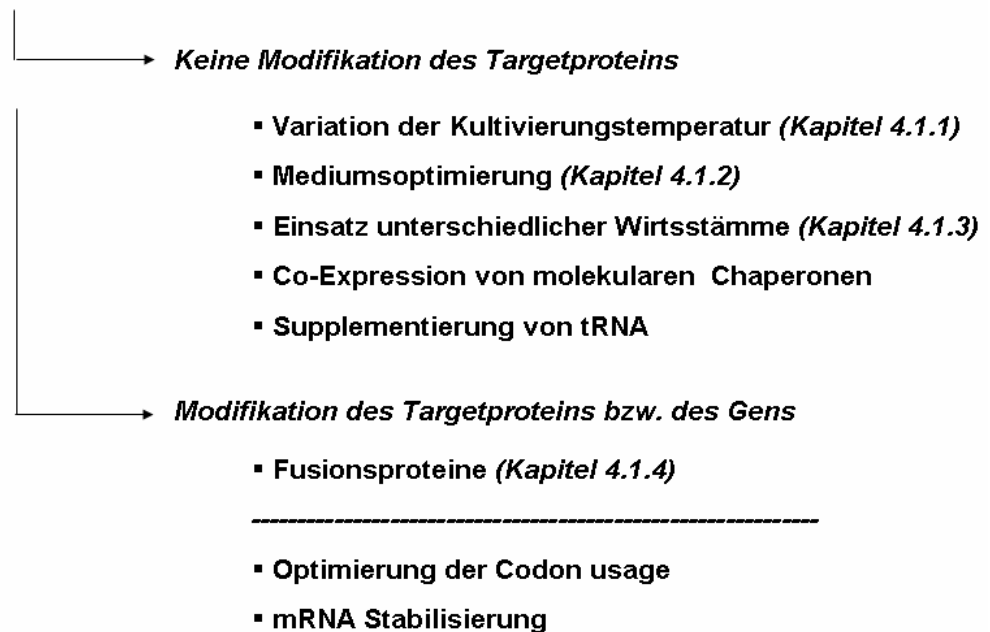 Keine Modifikation des Targetproteins
▪ Variation der Kultivierungstemperatur (Kapitel 4.1.1)
▪ Mediumsoptimierung (Kapitel 4.1.2)
▪ Einsatz unterschiedlicher Wirtsstämme (Kapitel 4.1.3)
▪ Co-Expression von molekularen Chaperonen
▪ Supplementierung von tRNA
Modifikation des Targetproteins bzw. des Gens
▪ Fusionsproteine (Kapitel 4.1.4)
▪ Optimierung der Codon usage
▪ mRNA Stabilisierung